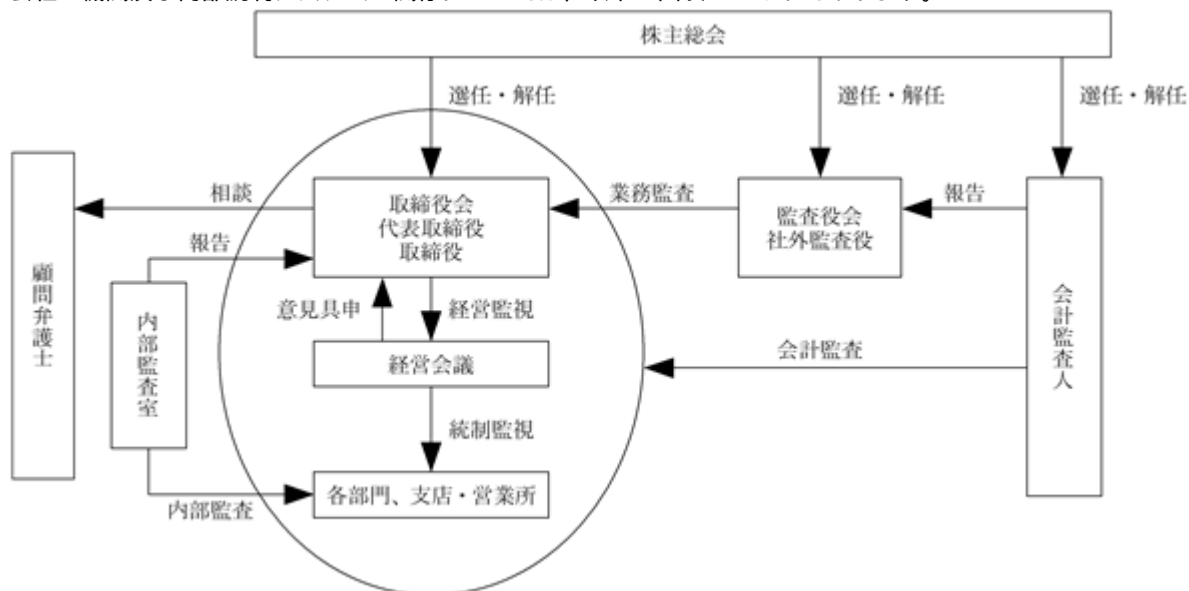 株主総会
選任・解任
選任・解任
選任・解任
相談
取締役会
代表取締役
取締役
業務監査
監査役会
社外監査役
報告
報告
顧問弁護士
内部監査室
意見具申
経営監視
会計監査人
経営会議
会計監査
統制監視
各部門、支店・営業所
内部監査